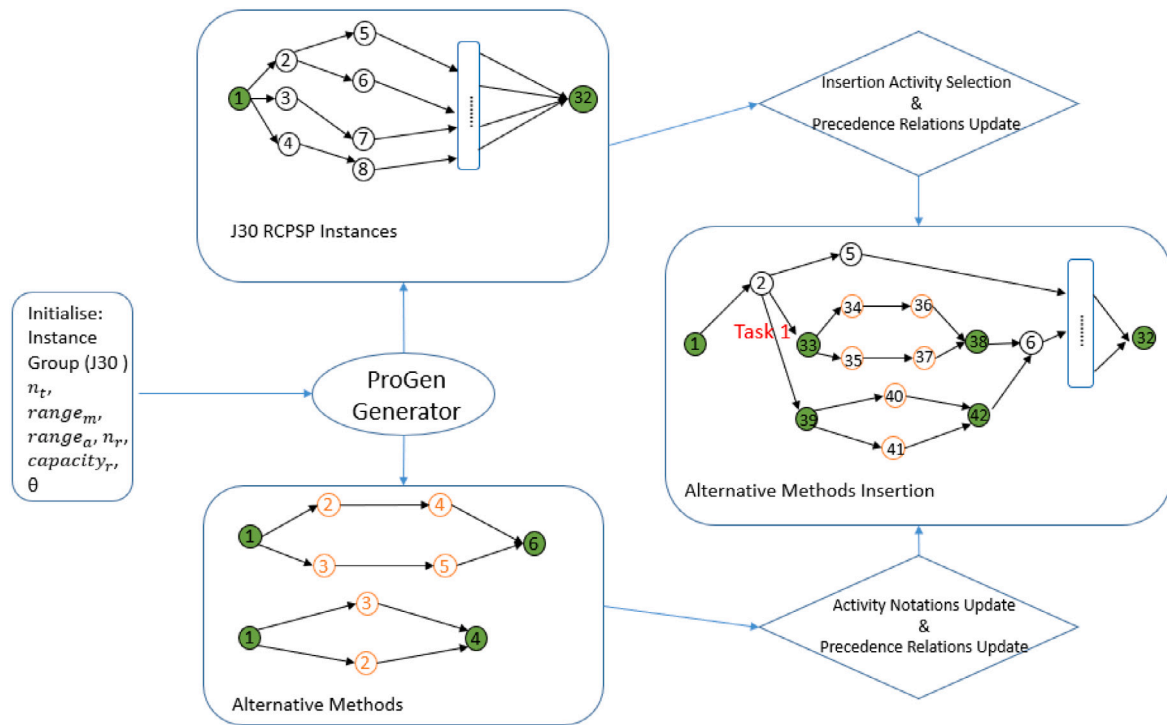 5
2
6
1
3
32
4
7
8
......
J30 RCPSP Instances
Insertion Activity Selection
&
Precedence Relations Update
Initialise:
Instance
Group (J30 )
n_t,
range_m,
range_a, n_r,
capacity_r,
θ
ProGen
Generator
5
2
34
36
Task 1
1
33
38
6
32
35
37
......
40
39
42
41
Alternative Methods Insertion
2
4
1
6
3
5
3
1
4
2
Alternative Methods
Activity Notations Update
&
Precedence Relations Update